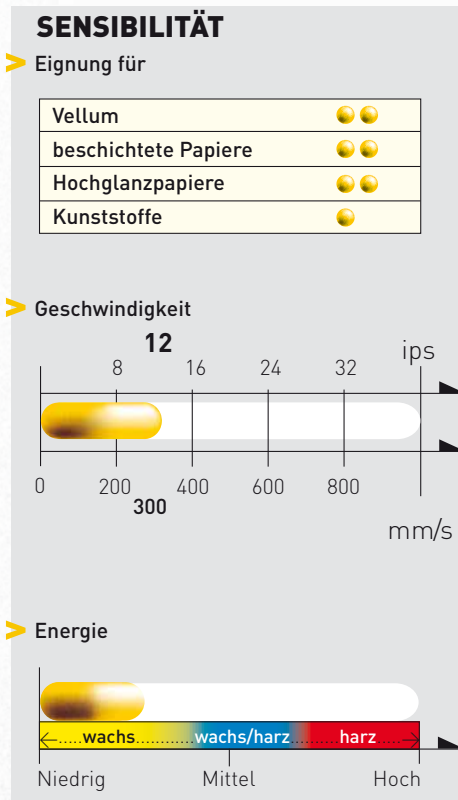 SENSIBILITÄT
> Eignung für
Vellum
beschichtete Papiere
Hochglanzpapiere
Kunststoffe
> Geschwindigkeit
12
8 16 24 32 ips
0 200 400 600 800
300
mm/s
> Energie
wachs wachs/harz harz
Niedrig Mittel Hoch